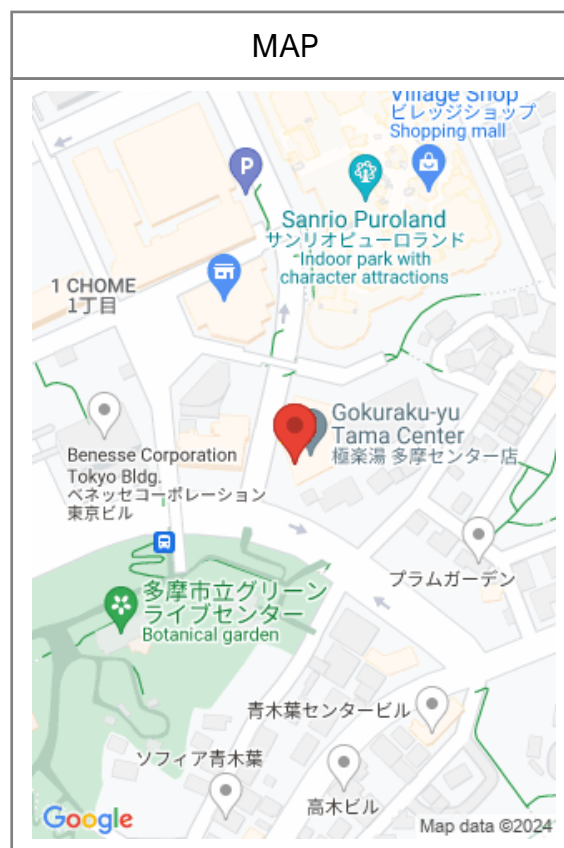 MAP
Village Shop
ビレッジショップ
Shopping mall
P
Sanrio Puroland
サンリオピューロランド
Indoor park with
character attractions
1 CHOME
1丁目
Gokuraku-yu
Tama Center
極楽湯 多摩センター店
Benesse Corporation
Tokyo Bldg.
ベネッセコーポレーション
東京ビル
プラムガーデン
多摩市立グリーン
ライブセンター
Botanical garden
青木葉センタービル
ソフィア青木葉
高木ビル
Google
Map data ©2024